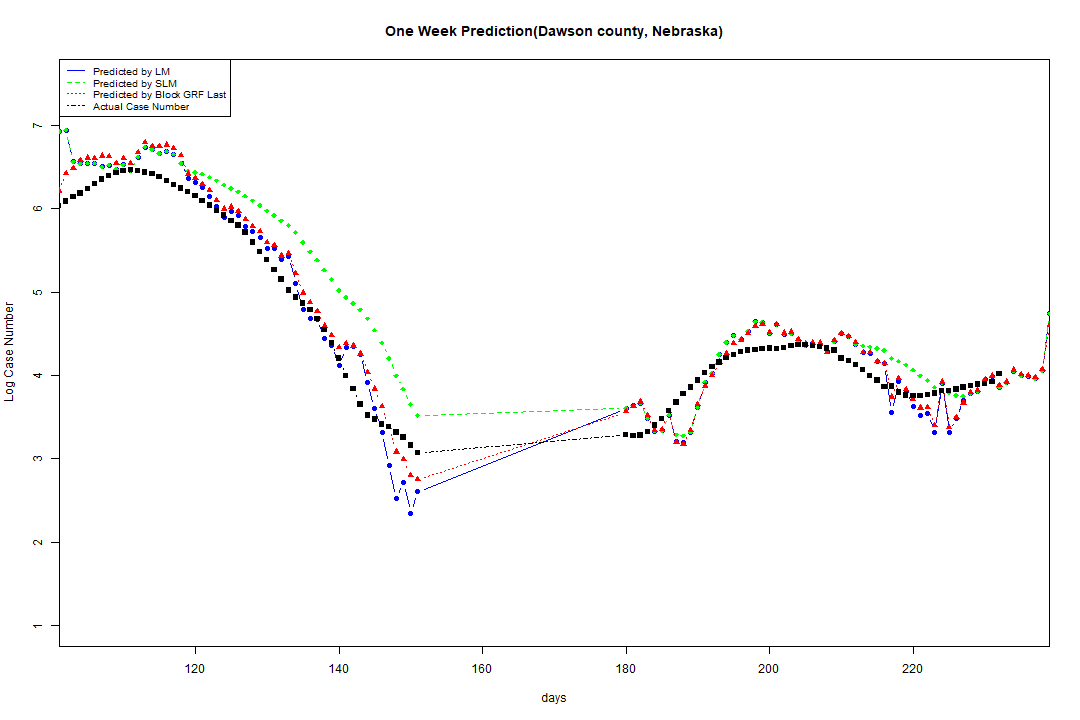 One Week Prediction(Dawson county, Nebraska)
Predicted by LM
Predicted by SLM
Predicted by Block GRF Last
Actual Case Number
7
6
5
4
3
2
1
Log Case Number
120 140 160 180 200 220
days